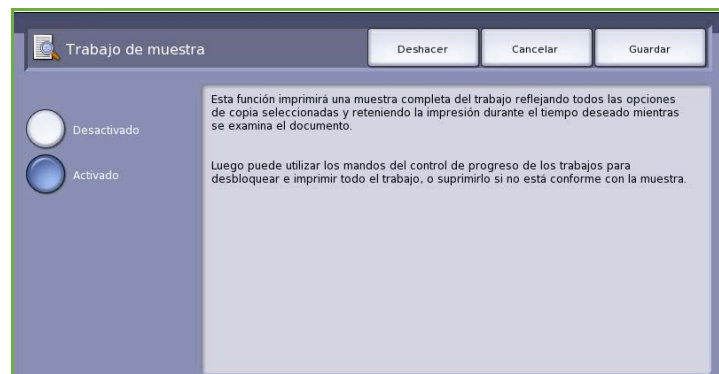 Trabajo de muestra
Deshacer
Cancelar
Guardar
Desactivado
Activado
Esta función imprimirá una muestra completa del trabajo reflejando todos las opciones
de copia seleccionadas y reteniendo la impresión durante el tiempo deseado mientras
se examina el documento.
Luego puede utilizar los mandos del control de progreso de los trabajos para
desbloquear e imprimir todo el trabajo, o suprimirlo si no está conforme con la muestra.